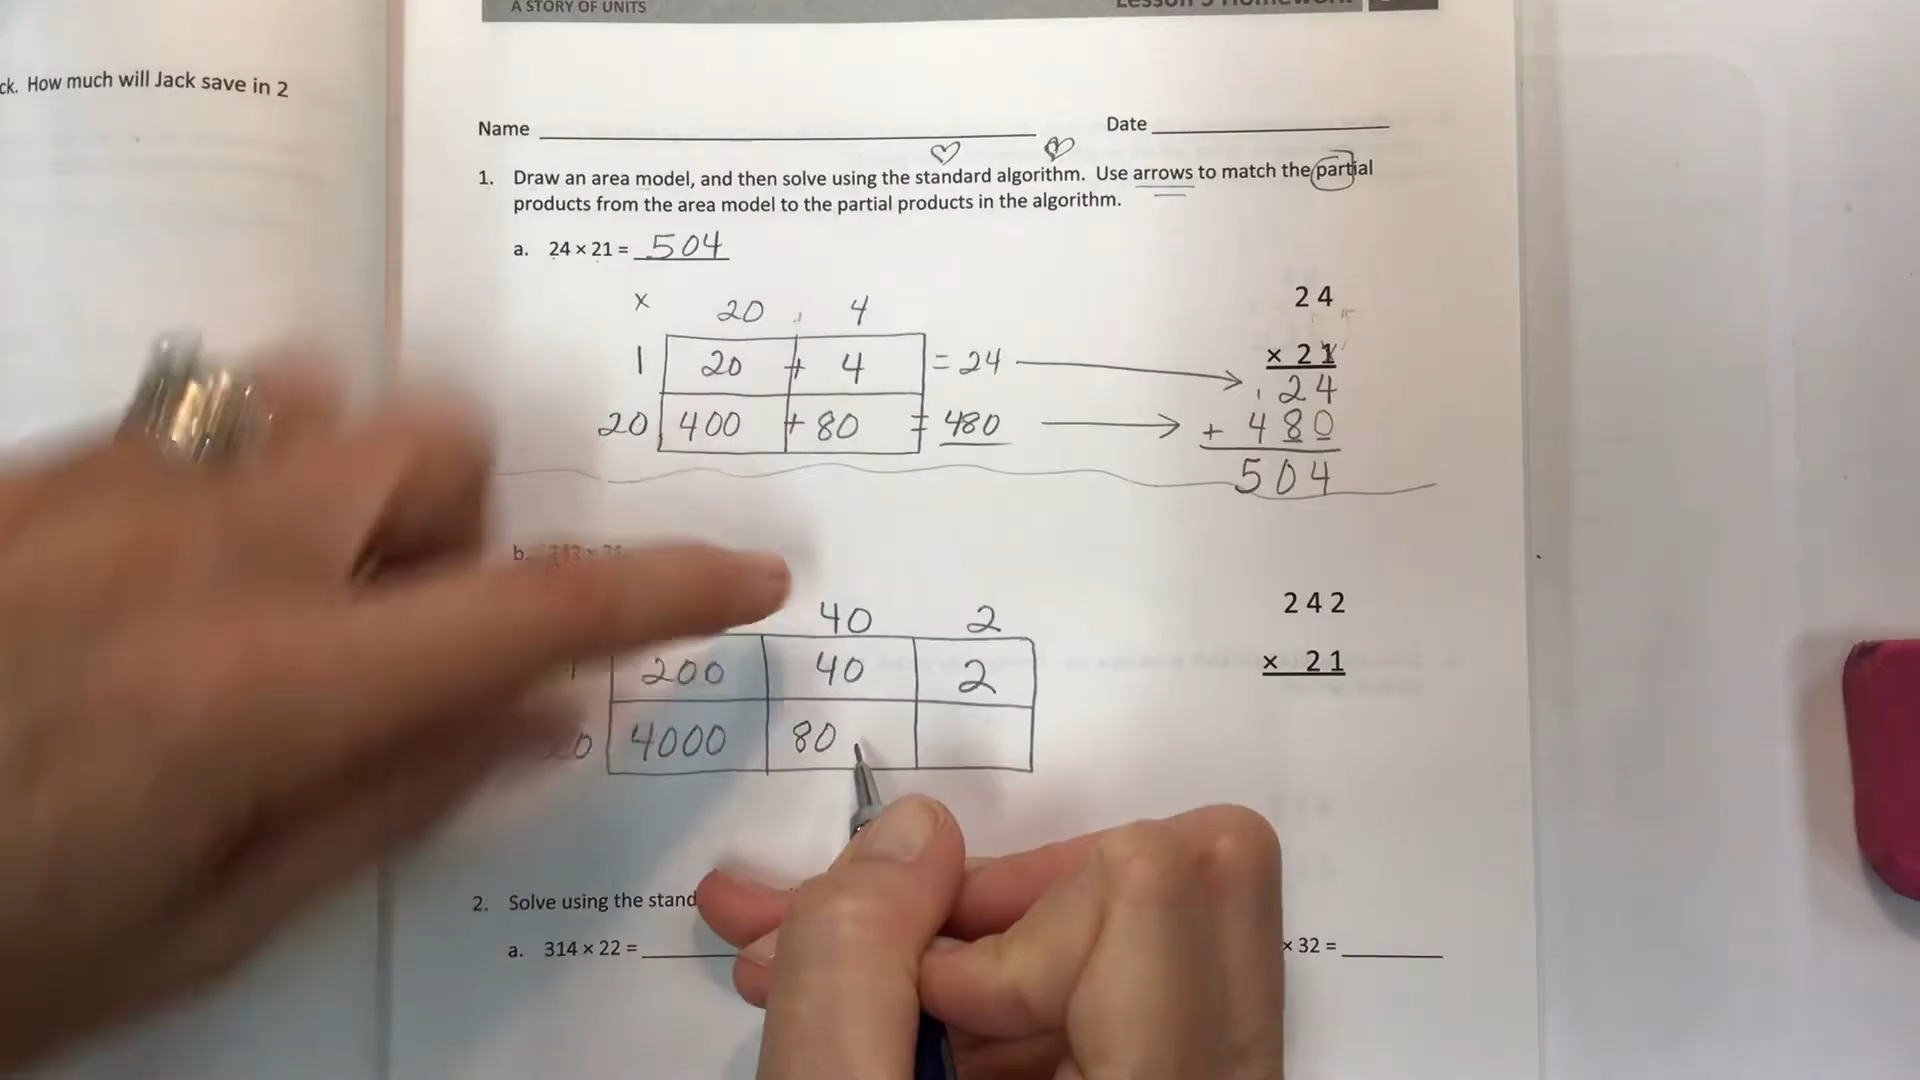 A STORY OF UNITS
ck. How much will Jack save in 2
Name Date
1. Draw an area model, and then solve using the standard algorithm. Use arrows to match the partial
products from the area model to the partial products in the algorithm.
a. 24 × 21 = 504
x 20 4
1 20 + 4 = 24
20 400 + 80 = 480
24
× 21
24
+ 480
504
b.
40 2
200 40 2
4000 80
242
× 21
2. Solve using the stand
a. 314 × 22 =
× 32 =